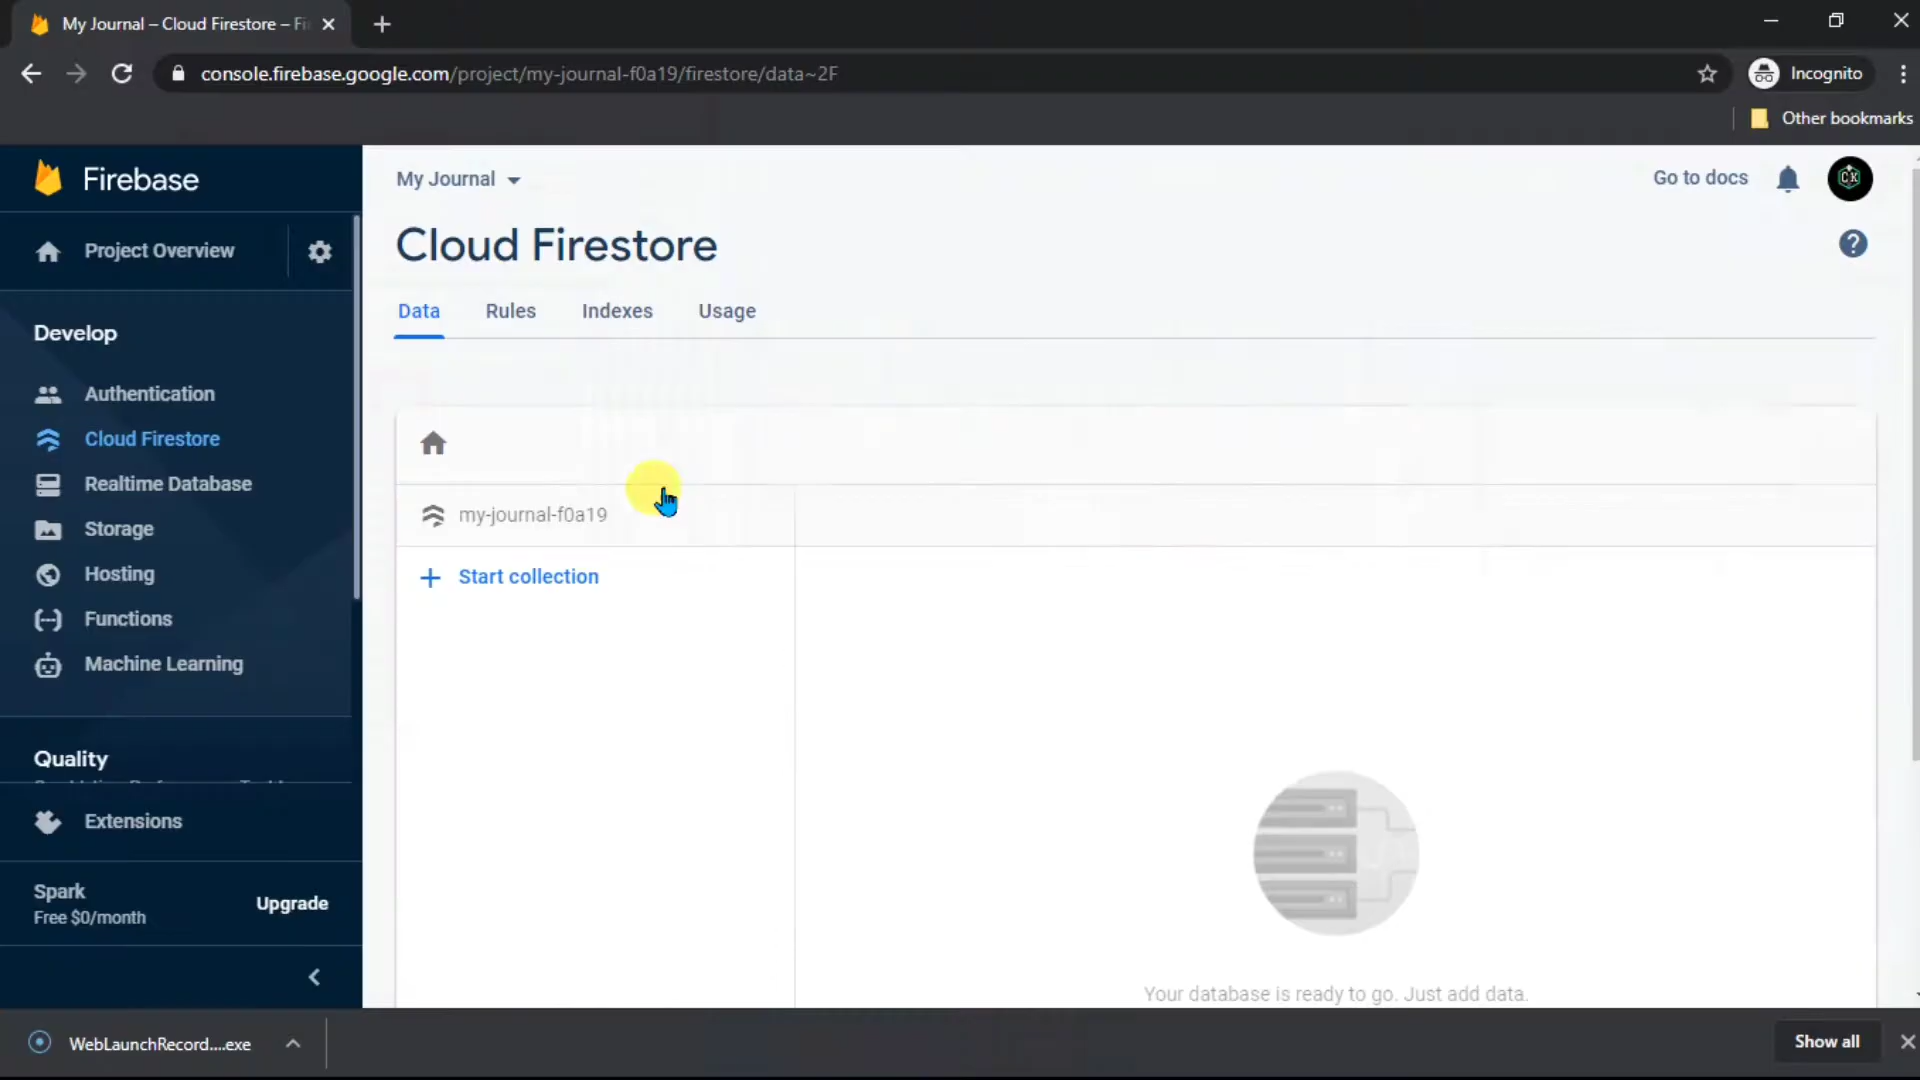 My Journal – Cloud Firestore – Fi
console.firebase.google.com/project/my-journal-f0a19/firestore/data~2F
Incognito
Other bookmarks
Firebase
My Journal
Go to docs
CK
Project Overview
Cloud Firestore
Data Rules Indexes Usage
Develop
Authentication
Cloud Firestore
Realtime Database
Storage
Hosting
Functions
Machine Learning
my-journal-f0a19
Start collection
Quality
Extensions
Spark
Free $0/month
Upgrade
Your database is ready to go. Just add data.
WebLaunchRecord....exe
Show all